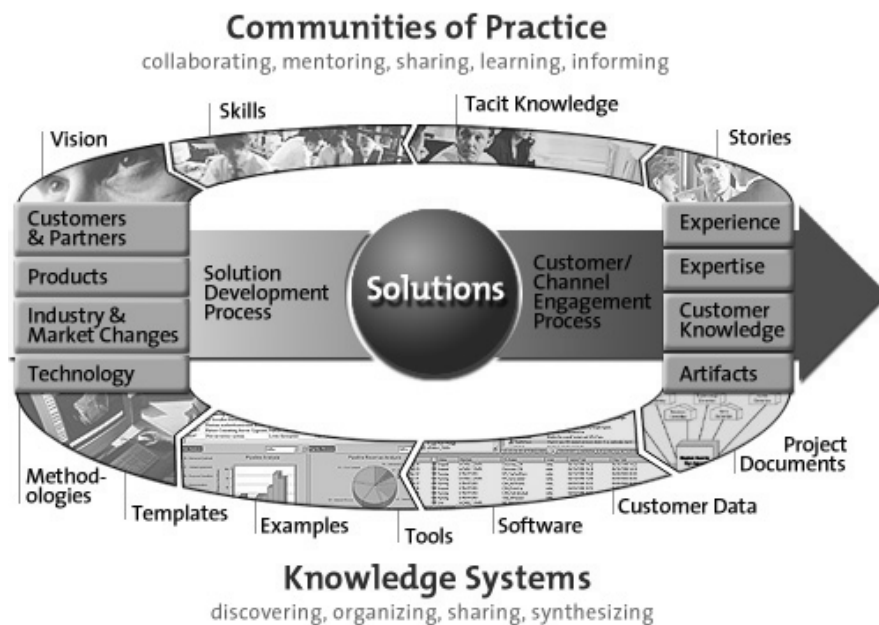 Communities of Practice
collaborating, mentoring, sharing, learning, informing
Tacit Knowledge
Skills
Vision
Stories
Customers
& Partners
Products
Industry &
Market Changes
Technology
Solution
Development
Process
Solutions
Customer/
Channel
Engagement
Process
Experience
Expertise
Customer
Knowledge
Artifacts
Method-
ologies
Templates
Examples
Tools
Software
Customer Data
Project
Documents
Knowledge Systems
discovering, organizing, sharing, synthesizing